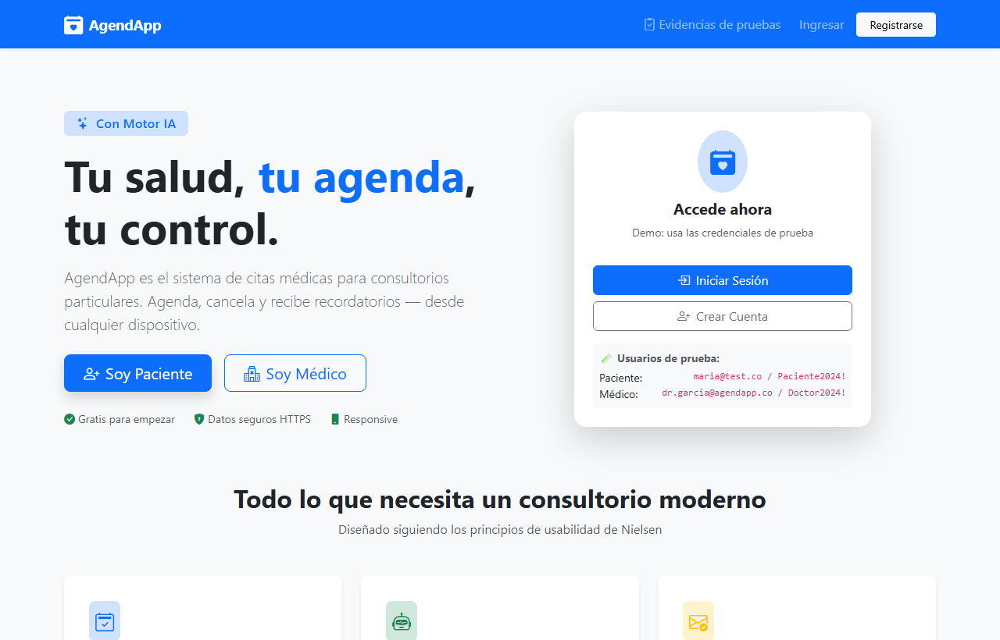 AgendApp
Evidencias de pruebas
Ingresar
Registrarse
Con Motor IA
Tu salud, tu agenda,
tu control.
AgendApp es el sistema de citas médicas para consultorios
particulares. Agenda, cancela y recibe recordatorios — desde
cualquier dispositivo.
Soy Paciente
Soy Médico
Gratis para empezar
Datos seguros HTTPS
Responsive
Accede ahora
Demo: usa las credenciales de prueba
Iniciar Sesión
Crear Cuenta
Usuarios de prueba:
Paciente: maria@test.co / Paciente2024!
Médico: dr.garcia@agendapp.co / Doctor2024!
Todo lo que necesita un consultorio moderno
Diseñado siguiendo los principios de usabilidad de Nielsen